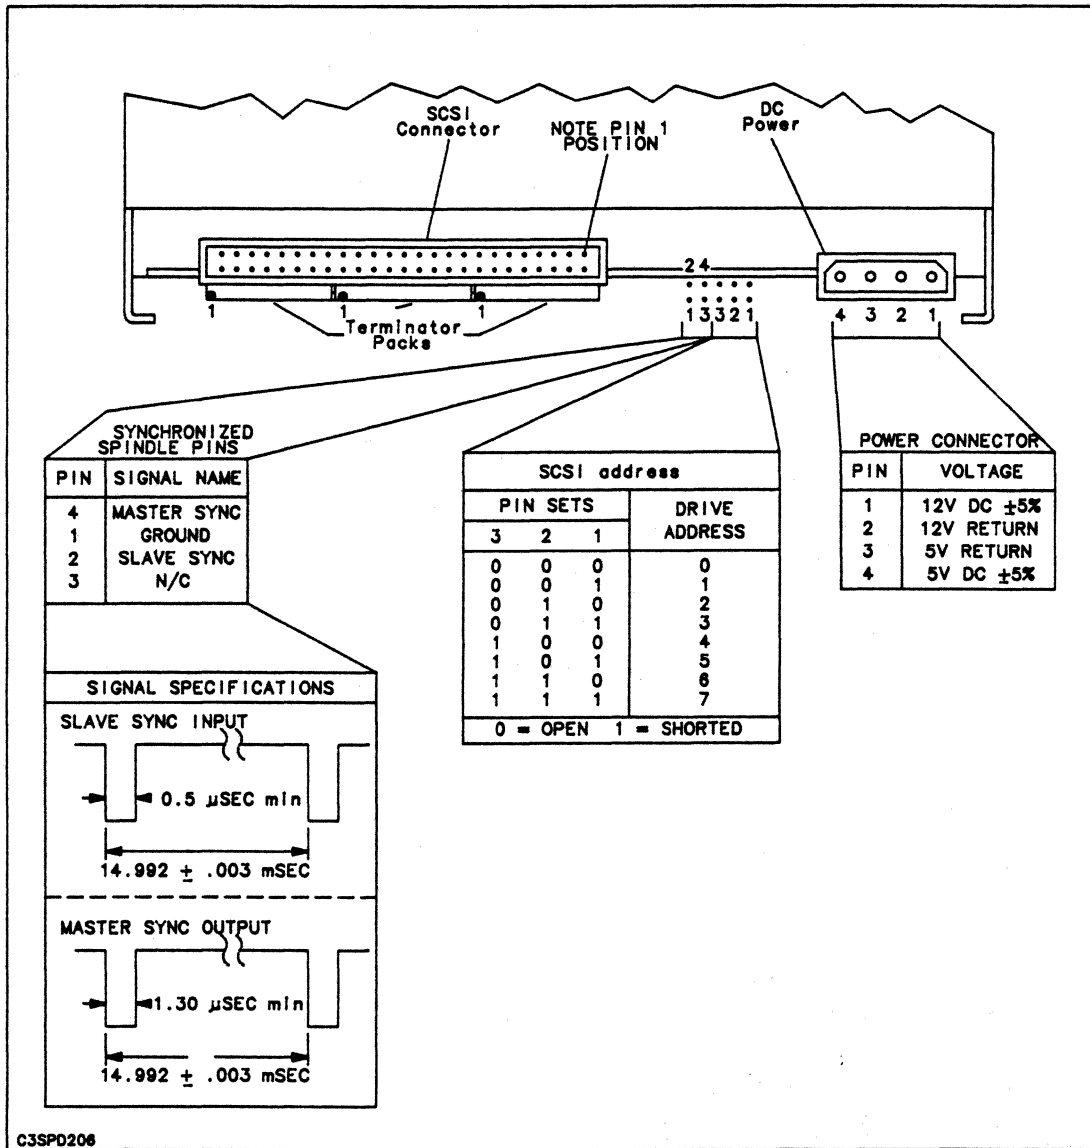 SCSI
Connector
NOTE PIN 1
POSITION
DC
Power
2 4
1 3 3 2 1
4 3 2 1
1
1
1
Terminator
Packs
SYNCHRONIZED
SPINDLE PINS
PIN SIGNAL NAME
4 MASTER SYNC
1 GROUND
2 SLAVE SYNC
3 N/C
SCSI address
PIN SETS DRIVE
3 2 1 ADDRESS
0 0 0 0
0 0 1 1
0 1 0 2
0 1 1 3
1 0 0 4
1 0 1 5
1 1 0 6
1 1 1 7
0 = OPEN 1 = SHORTED
POWER CONNECTOR
PIN VOLTAGE
1 12V DC ±5%
2 12V RETURN
3 5V RETURN
4 5V DC ±5%
SIGNAL SPECIFICATIONS
SLAVE SYNC INPUT
0.5 µSEC min
14.992 ± .003 mSEC
MASTER SYNC OUTPUT
1.30 µSEC min
14.992 ± .003 mSEC
C3SPD206